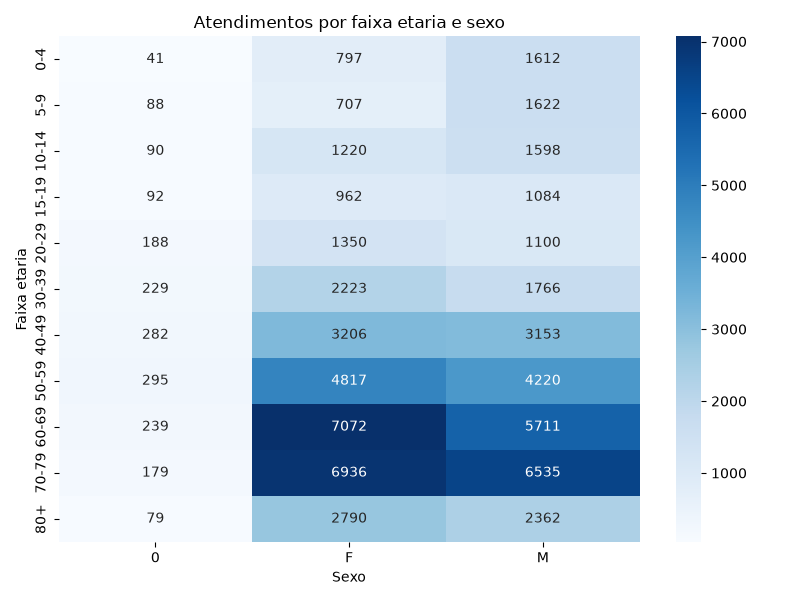 Atendimentos por faixa etaria e sexo
0-4 41 797 1612
5-9 88 707 1622
10-14 90 1220 1598
15-19 92 962 1084
20-29 188 1350 1100
30-39 229 2223 1766
40-49 282 3206 3153
50-59 295 4817 4220
60-69 239 7072 5711
70-79 179 6936 6535
80+ 79 2790 2362
0 F M
Sexo
Faixa etaria
7000
6000
5000
4000
3000
2000
1000